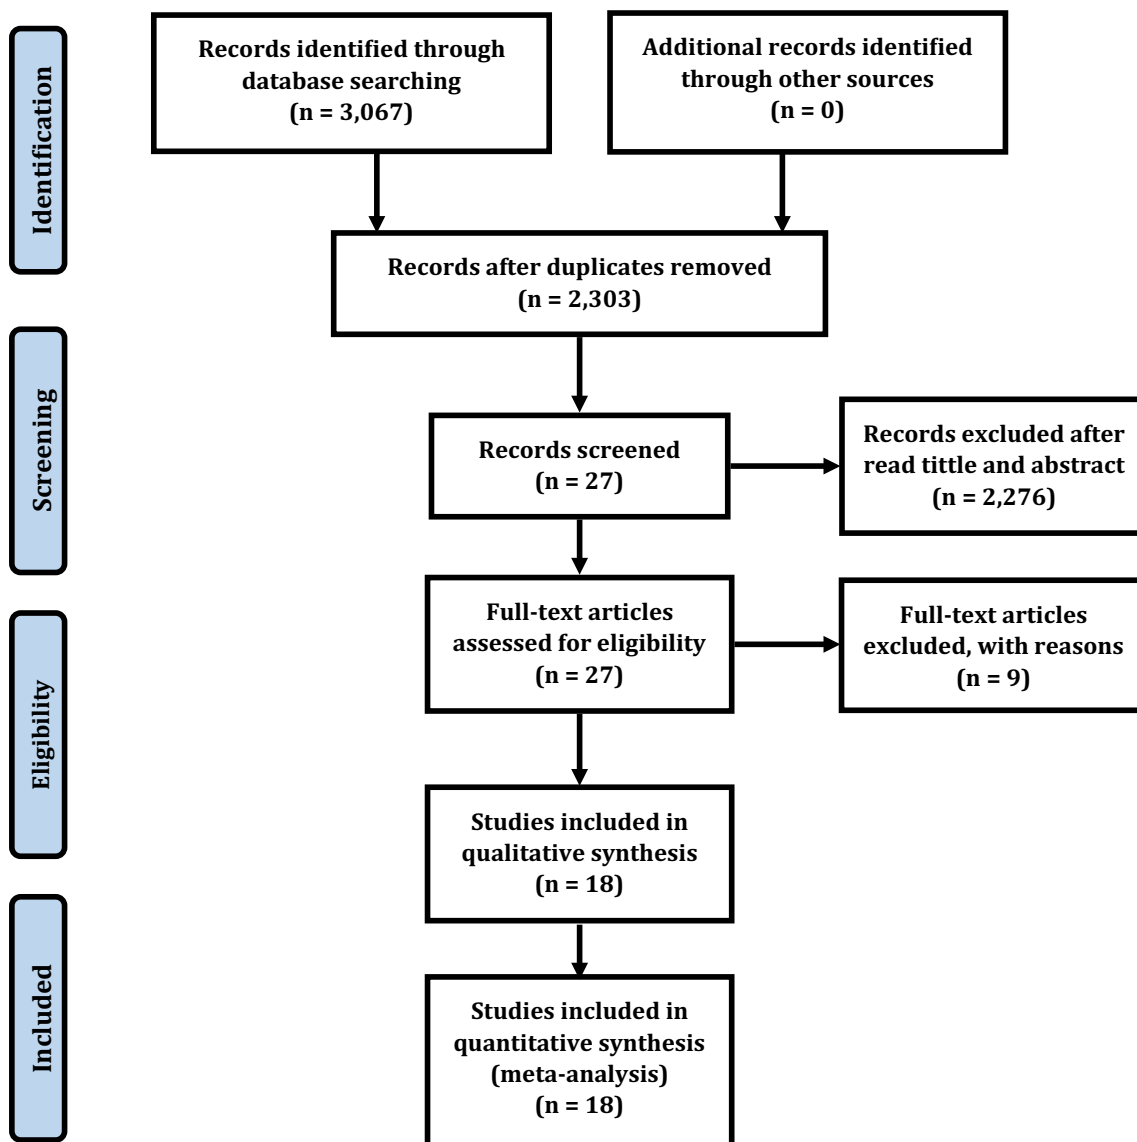 Identification
Records identified through
database searching
(n = 3,067)
Additional records identified
through other sources
(n = 0)
Records after duplicates removed
(n = 2,303)
Screening
Records screened
(n = 27)
Records excluded after
read tittle and abstract
(n = 2,276)
Eligibility
Full-text articles
assessed for eligibility
(n = 27)
Full-text articles
excluded, with reasons
(n = 9)
Studies included in
qualitative synthesis
(n = 18)
Included
Studies included in
quantitative synthesis
(meta-analysis)
(n = 18)